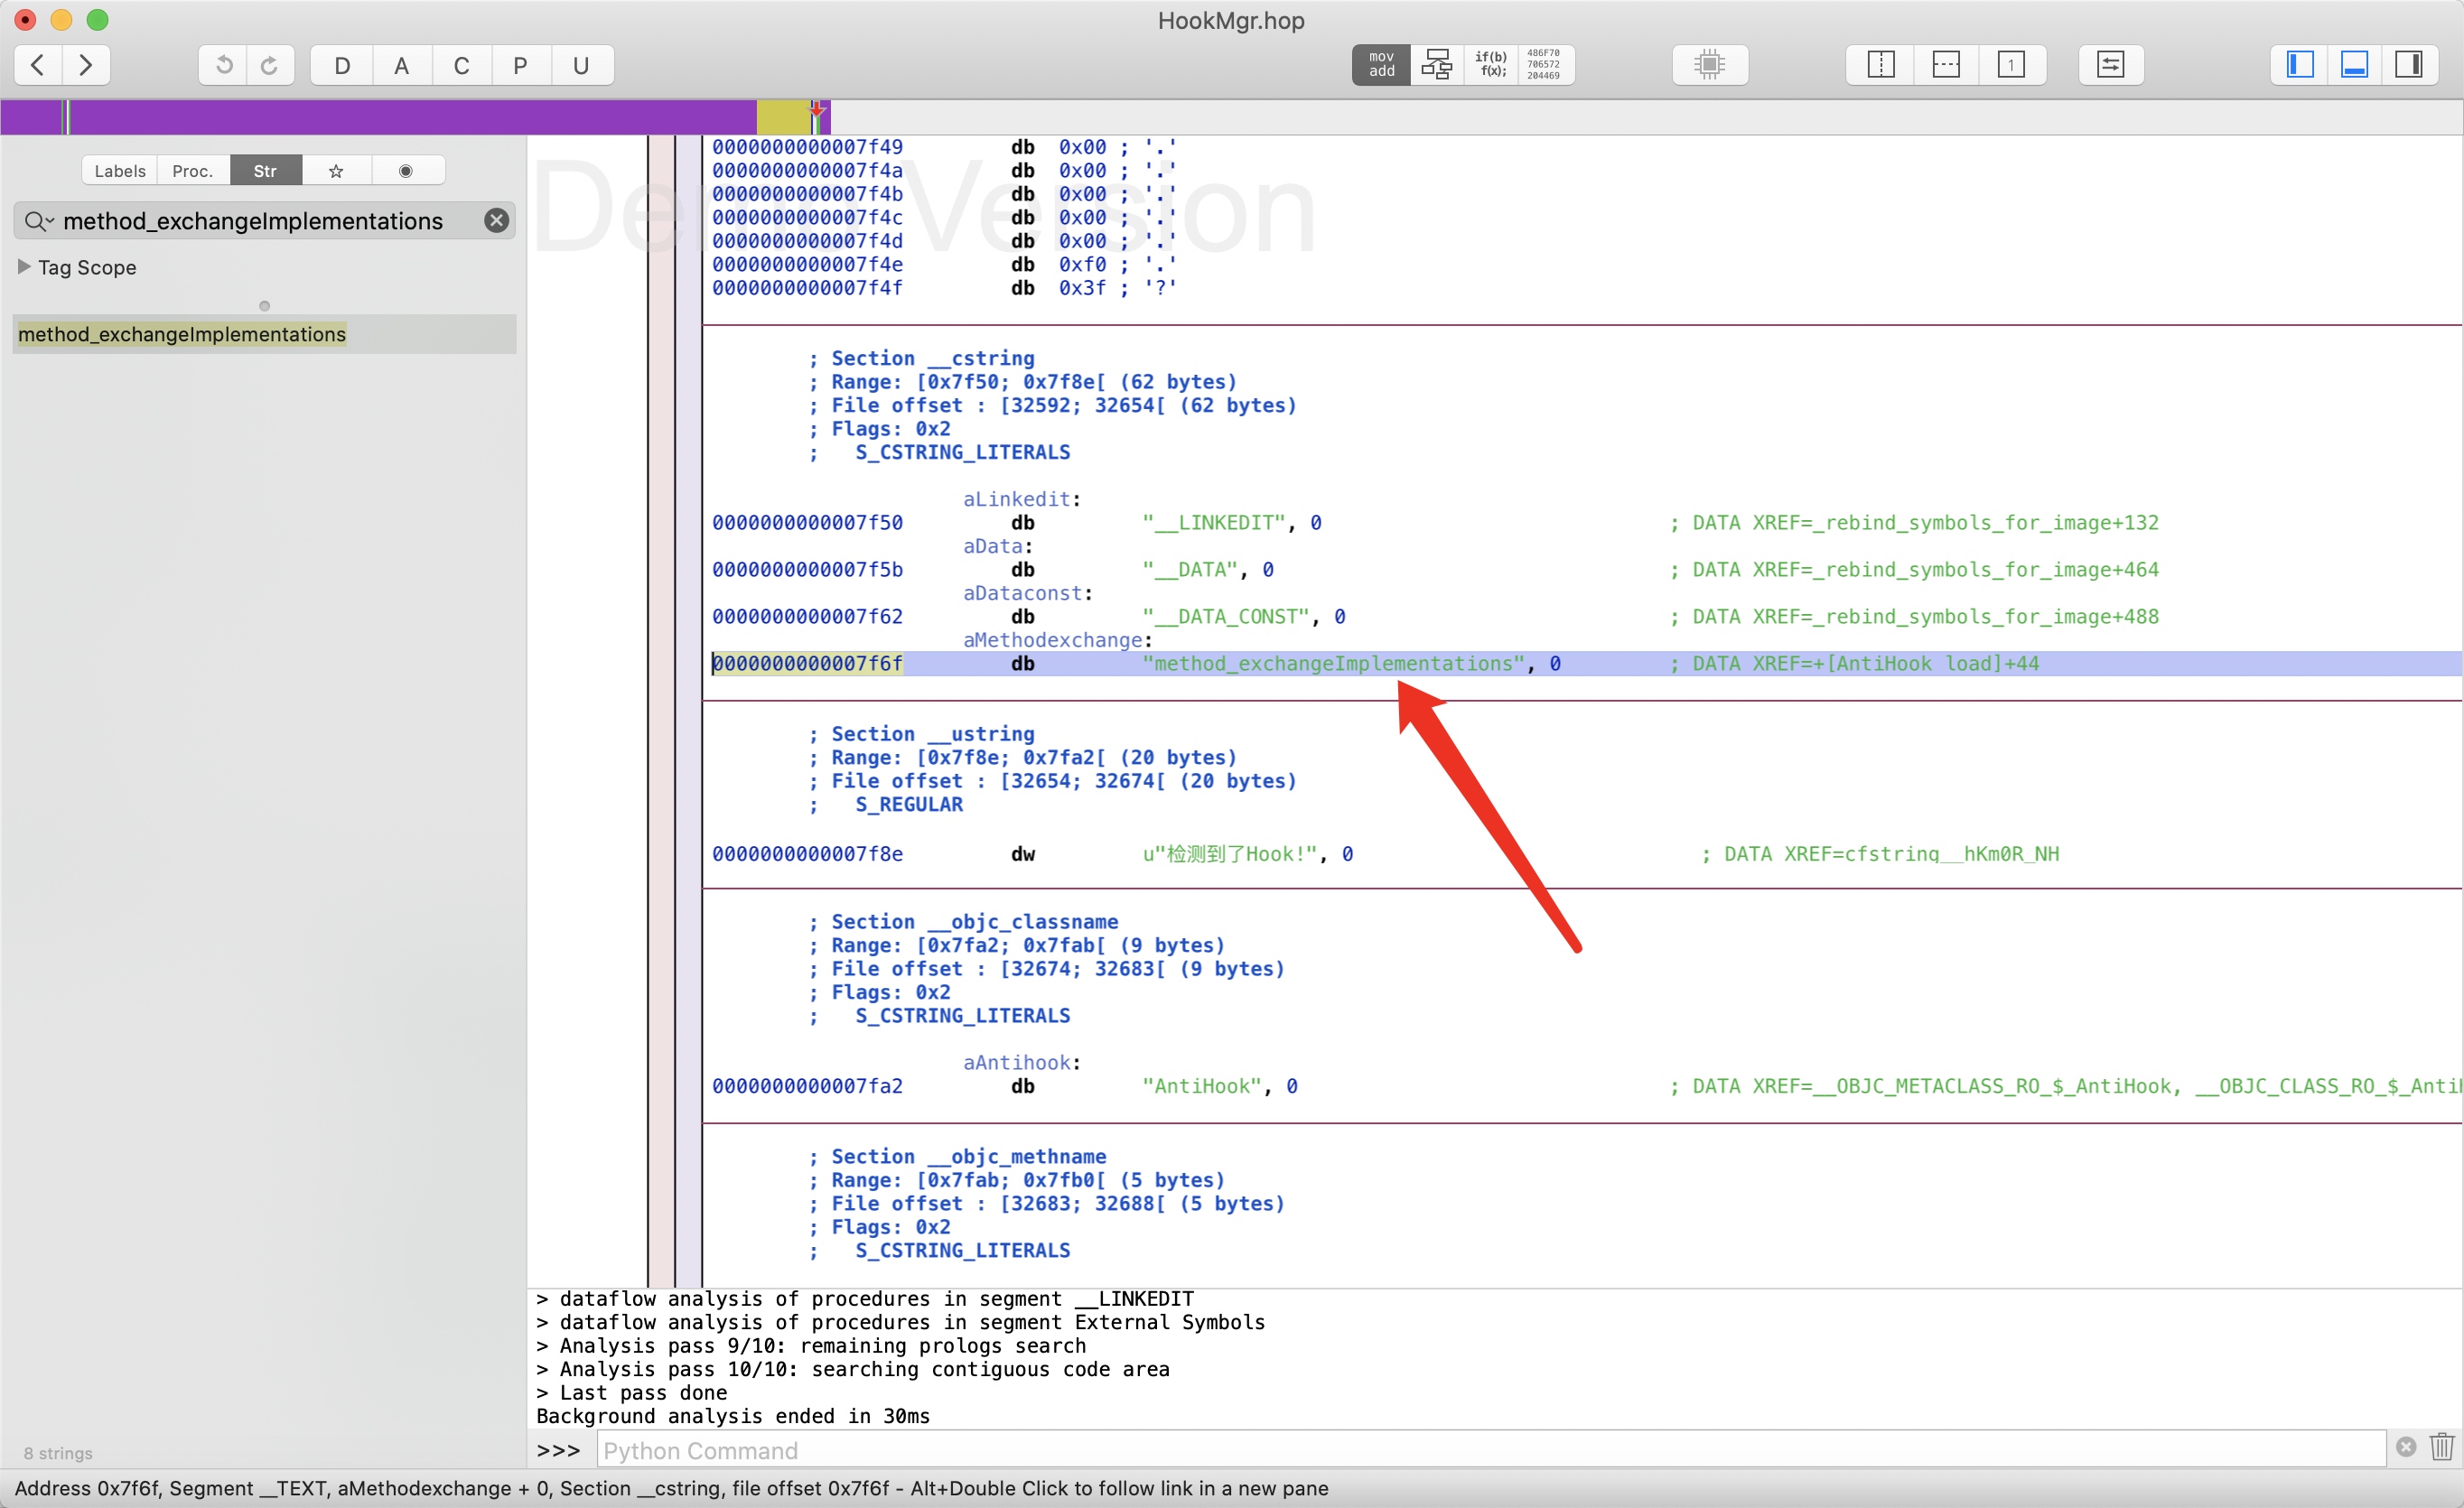 HookMgr.hop
D A C P U
mov add
if(b) f(x);
486F70 706572 204469
1
Labels Proc. Str
method_exchangeImplementations
Tag Scope
method_exchangeImplementations
8 strings
Demo Version
0000000000007f49 db 0x00 ; '.'
0000000000007f4a db 0x00 ; '.'
0000000000007f4b db 0x00 ; '.'
0000000000007f4c db 0x00 ; '.'
0000000000007f4d db 0x00 ; '.'
0000000000007f4e db 0xf0 ; '.'
0000000000007f4f db 0x3f ; '?'
; Section __cstring
; Range: [0x7f50; 0x7f8e[ (62 bytes)
; File offset : [32592; 32654[ (62 bytes)
; Flags: 0x2
; S_CSTRING_LITERALS
aLinkedit:
0000000000007f50 db "__LINKEDIT", 0 ; DATA XREF=_rebind_symbols_for_image+132
aData:
0000000000007f5b db "__DATA", 0 ; DATA XREF=_rebind_symbols_for_image+464
aDataconst:
0000000000007f62 db "__DATA_CONST", 0 ; DATA XREF=_rebind_symbols_for_image+488
aMethodexchange:
0000000000007f6f db "method_exchangeImplementations", 0 ; DATA XREF=+[AntiHook load]+44
; Section __ustring
; Range: [0x7f8e; 0x7fa2[ (20 bytes)
; File offset : [32654; 32674[ (20 bytes)
; S_REGULAR
0000000000007f8e dw u"检测到了Hook!", 0 ; DATA XREF=cfstring__hKm0R_NH
; Section __objc_classname
; Range: [0x7fa2; 0x7fab[ (9 bytes)
; File offset : [32674; 32683[ (9 bytes)
; Flags: 0x2
; S_CSTRING_LITERALS
aAntihook:
0000000000007fa2 db "AntiHook", 0 ; DATA XREF=__OBJC_METACLASS_RO_$_AntiHook, __OBJC_CLASS_RO_$_Anti
; Section __objc_methname
; Range: [0x7fab; 0x7fb0[ (5 bytes)
; File offset : [32683; 32688[ (5 bytes)
; Flags: 0x2
; S_CSTRING_LITERALS
> dataflow analysis of procedures in segment __LINKEDIT
> dataflow analysis of procedures in segment External Symbols
> Analysis pass 9/10: remaining prologs search
> Analysis pass 10/10: searching contiguous code area
> Last pass done
Background analysis ended in 30ms
>>> Python Command
Address 0x7f6f, Segment __TEXT, aMethodexchange + 0, Section __cstring, file offset 0x7f6f - Alt+Double Click to follow link in a new pane